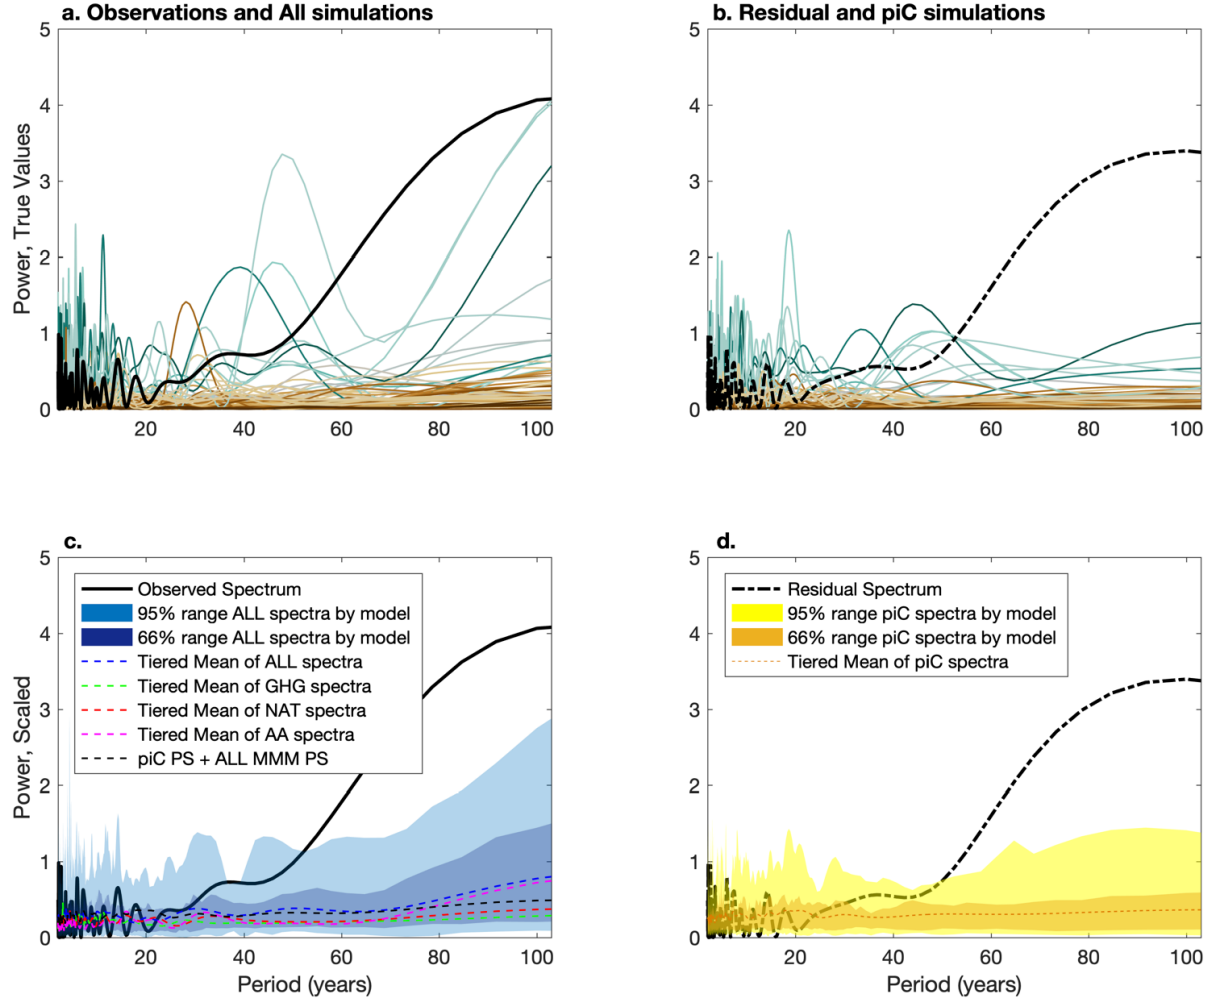 a. Observations and All simulations
5
4
3
2
1
0
20
40
60
80
100
Power, True Values
b. Residual and piC simulations
5
4
3
2
1
0
20
40
60
80
100
c.
5
4
3
2
1
0
20
40
60
80
100
Power, Scaled
Period (years)
Observed Spectrum
95% range ALL spectra by model
66% range ALL spectra by model
Tiered Mean of ALL spectra
Tiered Mean of GHG spectra
Tiered Mean of NAT spectra
Tiered Mean of AA spectra
piC PS + ALL MMM PS
d.
5
4
3
2
1
0
20
40
60
80
100
Period (years)
Residual Spectrum
95% range piC spectra by model
66% range piC spectra by model
Tiered Mean of piC spectra